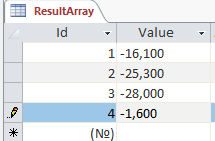 ResultArray
Id Value
1 -16,100
2 -25,300
3 -28,000
4 -1,600
(№)